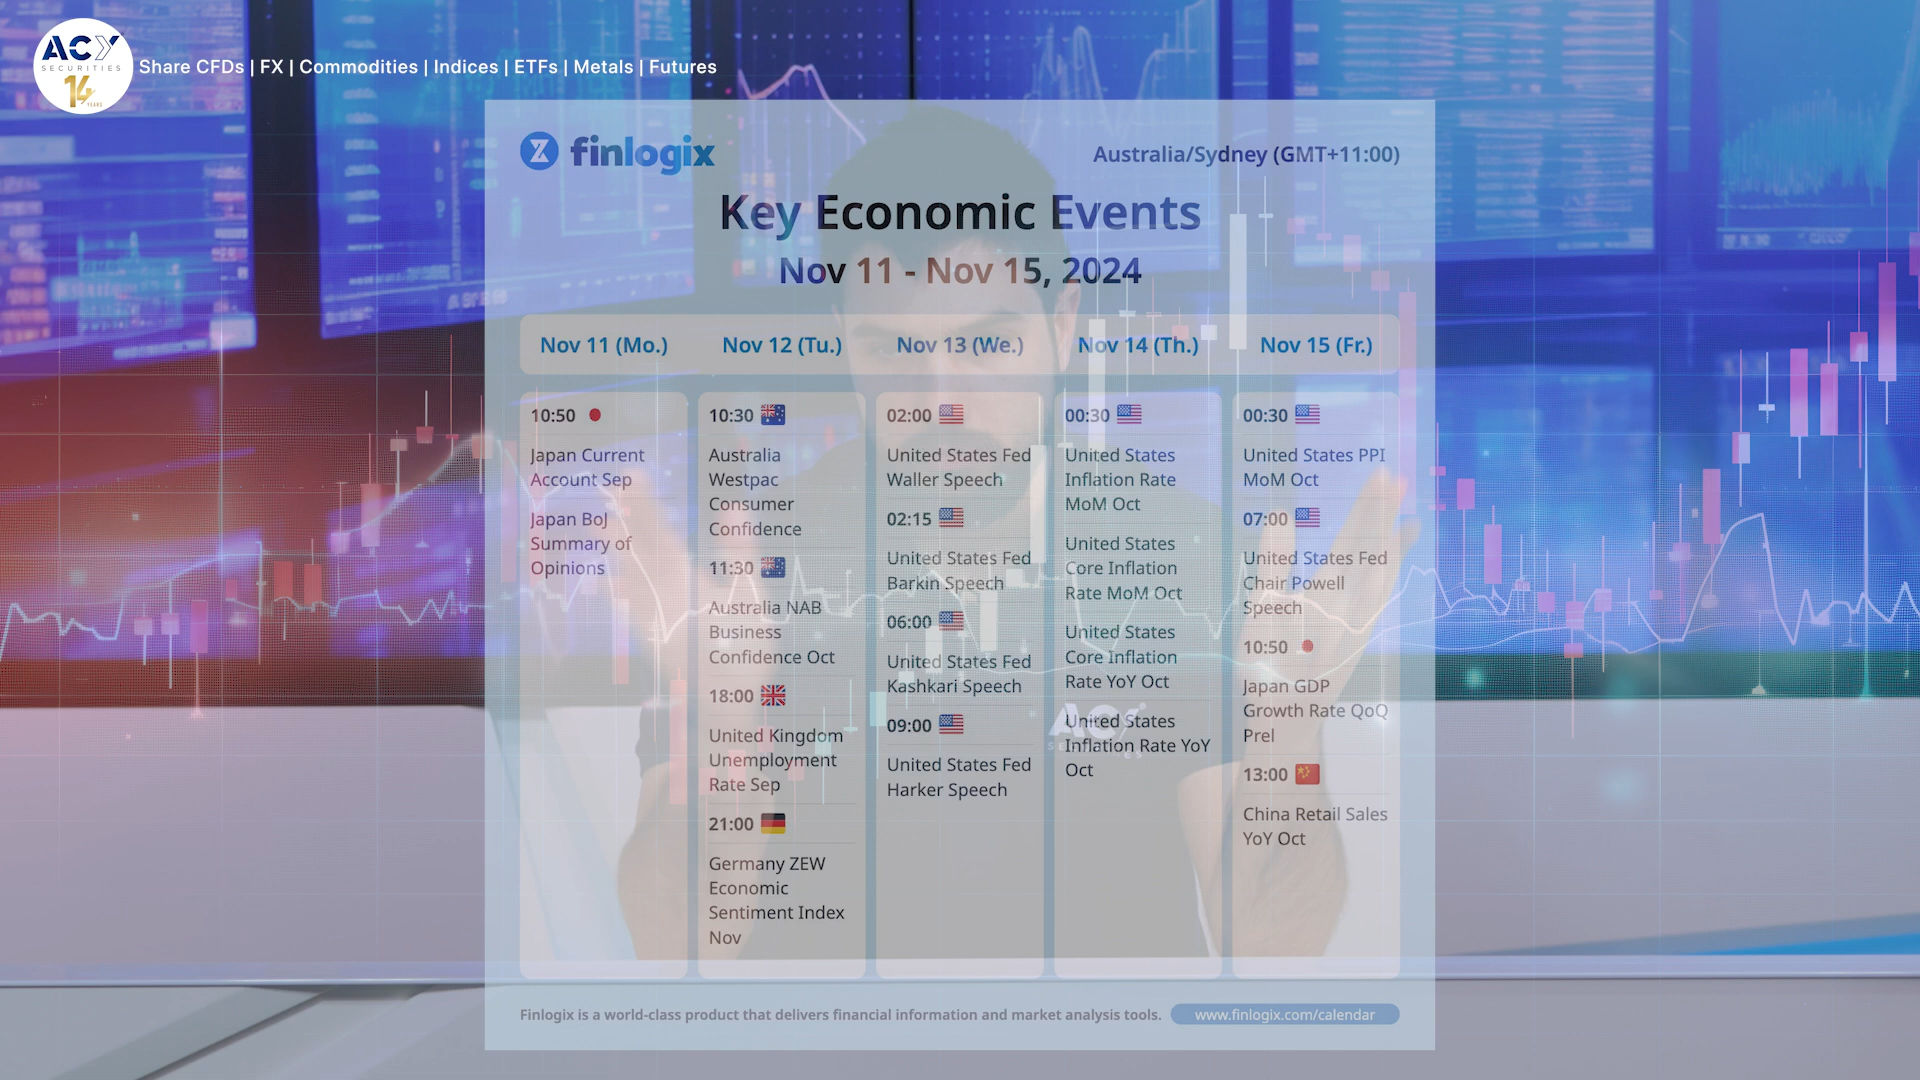 ACY
SECURITIES
14
YEARS
Share CFDs | FX | Commodities | Indices | ETFs | Metals | Futures
finlogix
Australia/Sydney (GMT+11:00)
Key Economic Events
Nov 11 - Nov 15, 2024
Nov 11 (Mo.)
Nov 12 (Tu.)
Nov 13 (We.)
Nov 14 (Th.)
Nov 15 (Fr.)
10:50
Japan Current
Account Sep
Japan BoJ
Summary of
Opinions
10:30
Australia
Westpac
Consumer
Confidence
11:30
Australia NAB
Business
Confidence Oct
18:00
United Kingdom
Unemployment
Rate Sep
21:00
Germany ZEW
Economic
Sentiment Index
Nov
02:00
United States Fed
Waller Speech
02:15
United States Fed
Barkin Speech
06:00
United States Fed
Kashkari Speech
09:00
United States Fed
Harker Speech
00:30
United States
Inflation Rate
MoM Oct
United States
Core Inflation
Rate MoM Oct
United States
Core Inflation
Rate YoY Oct
United States
Inflation Rate YoY
Oct
00:30
United States PPI
MoM Oct
07:00
United States Fed
Chair Powell
Speech
10:50
Japan GDP
Growth Rate QoQ
Prel
13:00
China Retail Sales
YoY Oct
ACY
Finlogix is a world-class product that delivers financial information and market analysis tools.
www.finlogix.com/calendar